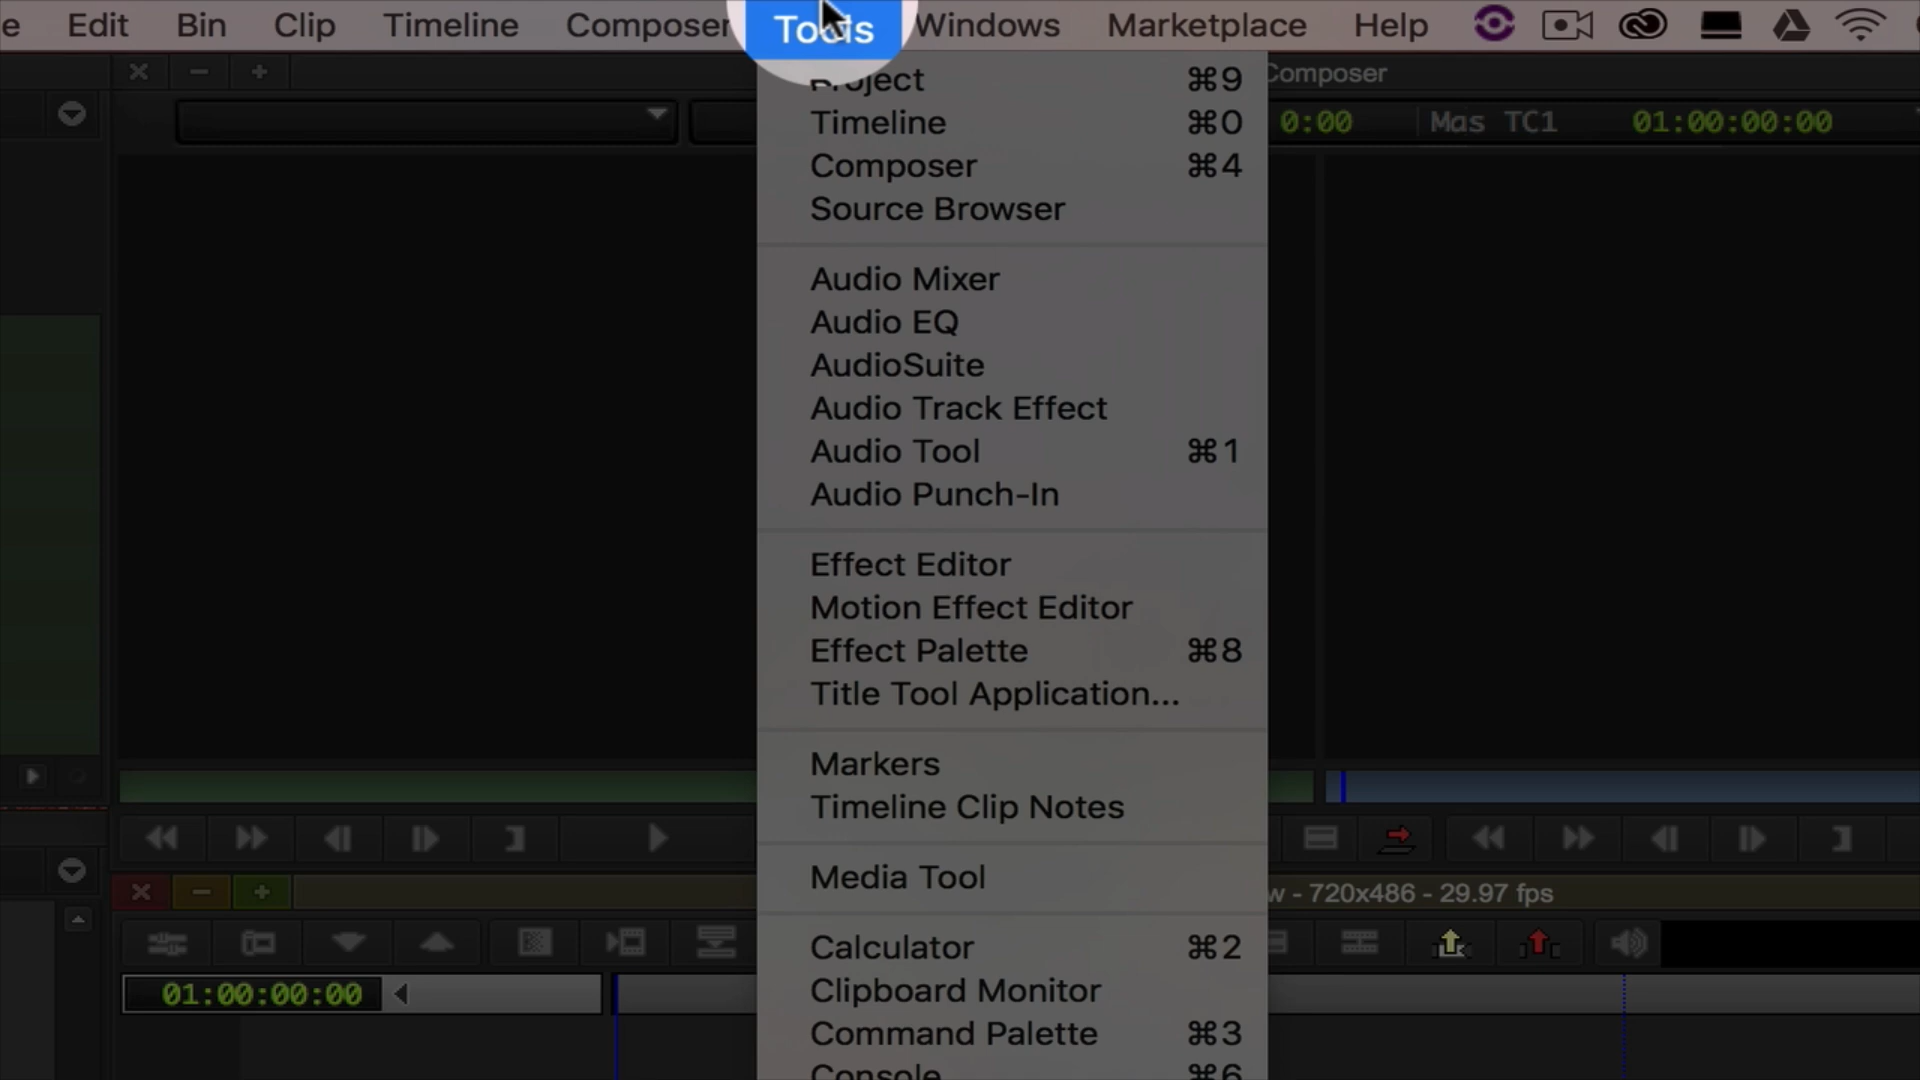 e Edit Bin Clip Timeline Composer Tools Windows Marketplace Help
Project ⌘9
Composer
Timeline ⌘0
0:00 Mas TC1 01:00:00:00
Composer ⌘4
Source Browser
Audio Mixer
Audio EQ
AudioSuite
Audio Track Effect
Audio Tool ⌘1
Audio Punch-In
Effect Editor
Motion Effect Editor
Effect Palette ⌘8
Title Tool Application...
Markers
Timeline Clip Notes
Media Tool
w - 720x486 - 29.97 fps
Calculator ⌘2
Clipboard Monitor
01:00:00:00
Command Palette ⌘3
Console ⌘6